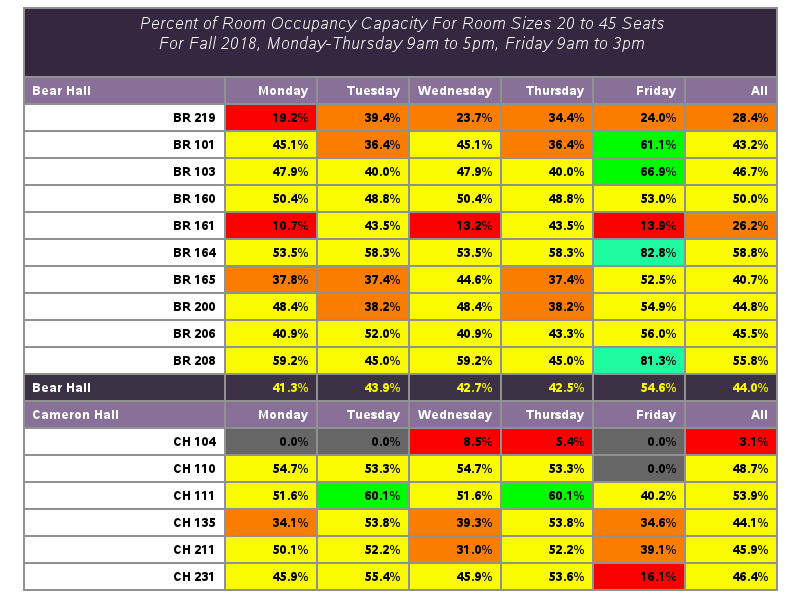 Percent of Room Occupancy Capacity For Room Sizes 20 to 45 Seats
For Fall 2018, Monday-Thursday 9am to 5pm, Friday 9am to 3pm
Bear Hall Monday Tuesday Wednesday Thursday Friday All
BR 219 19.2% 39.4% 23.7% 34.4% 24.0% 28.4%
BR 101 45.1% 36.4% 45.1% 36.4% 61.1% 43.2%
BR 103 47.9% 40.0% 47.9% 40.0% 66.9% 46.7%
BR 160 50.4% 48.8% 50.4% 48.8% 53.0% 50.0%
BR 161 10.7% 43.5% 13.2% 43.5% 13.9% 26.2%
BR 164 53.5% 58.3% 53.5% 58.3% 82.8% 58.8%
BR 165 37.8% 37.4% 44.6% 37.4% 52.5% 40.7%
BR 200 48.4% 38.2% 48.4% 38.2% 54.9% 44.8%
BR 206 40.9% 52.0% 40.9% 43.3% 56.0% 45.5%
BR 208 59.2% 45.0% 59.2% 45.0% 81.3% 55.8%
Bear Hall 41.3% 43.9% 42.7% 42.5% 54.6% 44.0%
Cameron Hall Monday Tuesday Wednesday Thursday Friday All
CH 104 0.0% 0.0% 8.5% 5.4% 0.0% 3.1%
CH 110 54.7% 53.3% 54.7% 53.3% 0.0% 48.7%
CH 111 51.6% 60.1% 51.6% 60.1% 40.2% 53.9%
CH 135 34.1% 53.8% 39.3% 53.8% 34.6% 44.1%
CH 211 50.1% 52.2% 31.0% 52.2% 39.1% 45.9%
CH 231 45.9% 55.4% 45.9% 53.6% 16.1% 46.4%